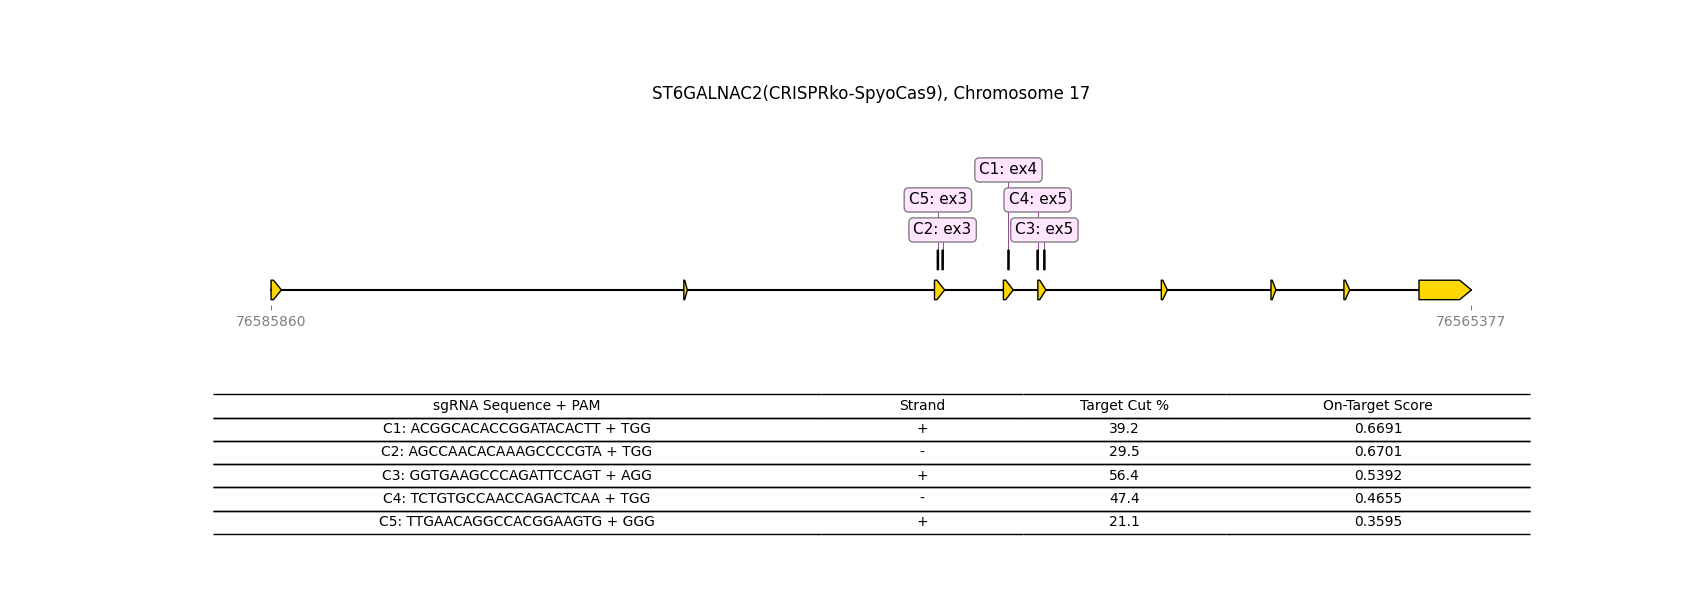 ST6GALNAC2(CRISPRko-SpyoCas9), Chromosome 17
C1: ex4
C5: ex3
C4: ex5
C2: ex3
C3: ex5
76585860
76565377
sgRNA Sequence + PAM Strand Target Cut % On-Target Score
C1: ACGGCACACCGGATACACTT + TGG + 39.2 0.6691
C2: AGCCAACACAAAGCCCCGTA + TGG - 29.5 0.6701
C3: GGTGAAGCCCAGATTCCAGT + AGG + 56.4 0.5392
C4: TCTGTGCCAACCAGACTCAA + TGG - 47.4 0.4655
C5: TTGAACAGGCCACGGAAGTG + GGG + 21.1 0.3595